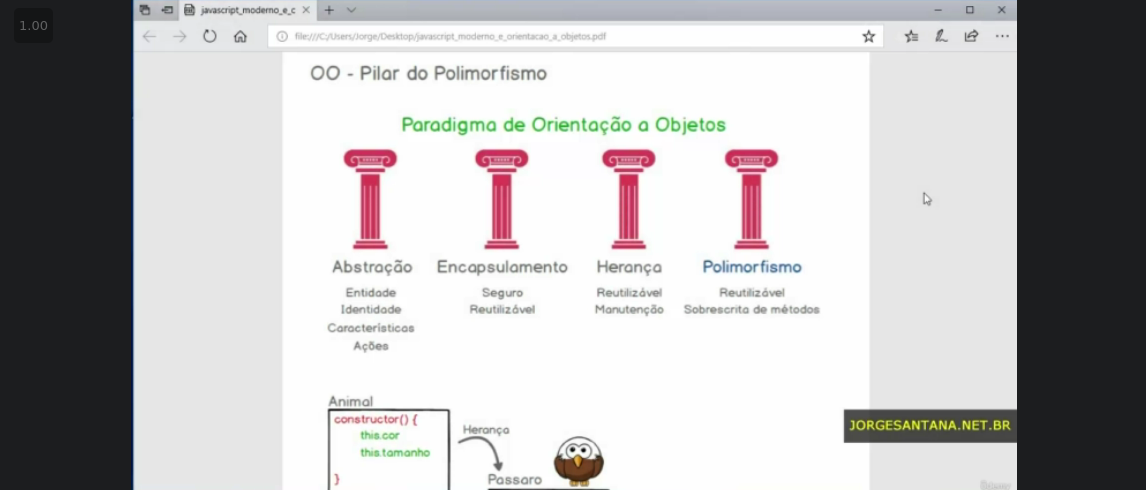 1.00
javascript_moderno_e_c
file:///C:/Users/Jorge/Desktop/javascript_moderno_e_orientacao_a_objetos.pdf
OO - Pilar do Polimorfismo
Paradigma de Orientação a Objetos
Abstração Encapsulamento Herança Polimorfismo
Entidade Seguro Reutilizável Reutilizável
Identidade Reutilizável Manutenção Sobrescrita de métodos
Características
Ações
Animal
constructor() {
this.cor
this.tamanho
}
Herança
Passaro
JORGESANTANA.NET.BR